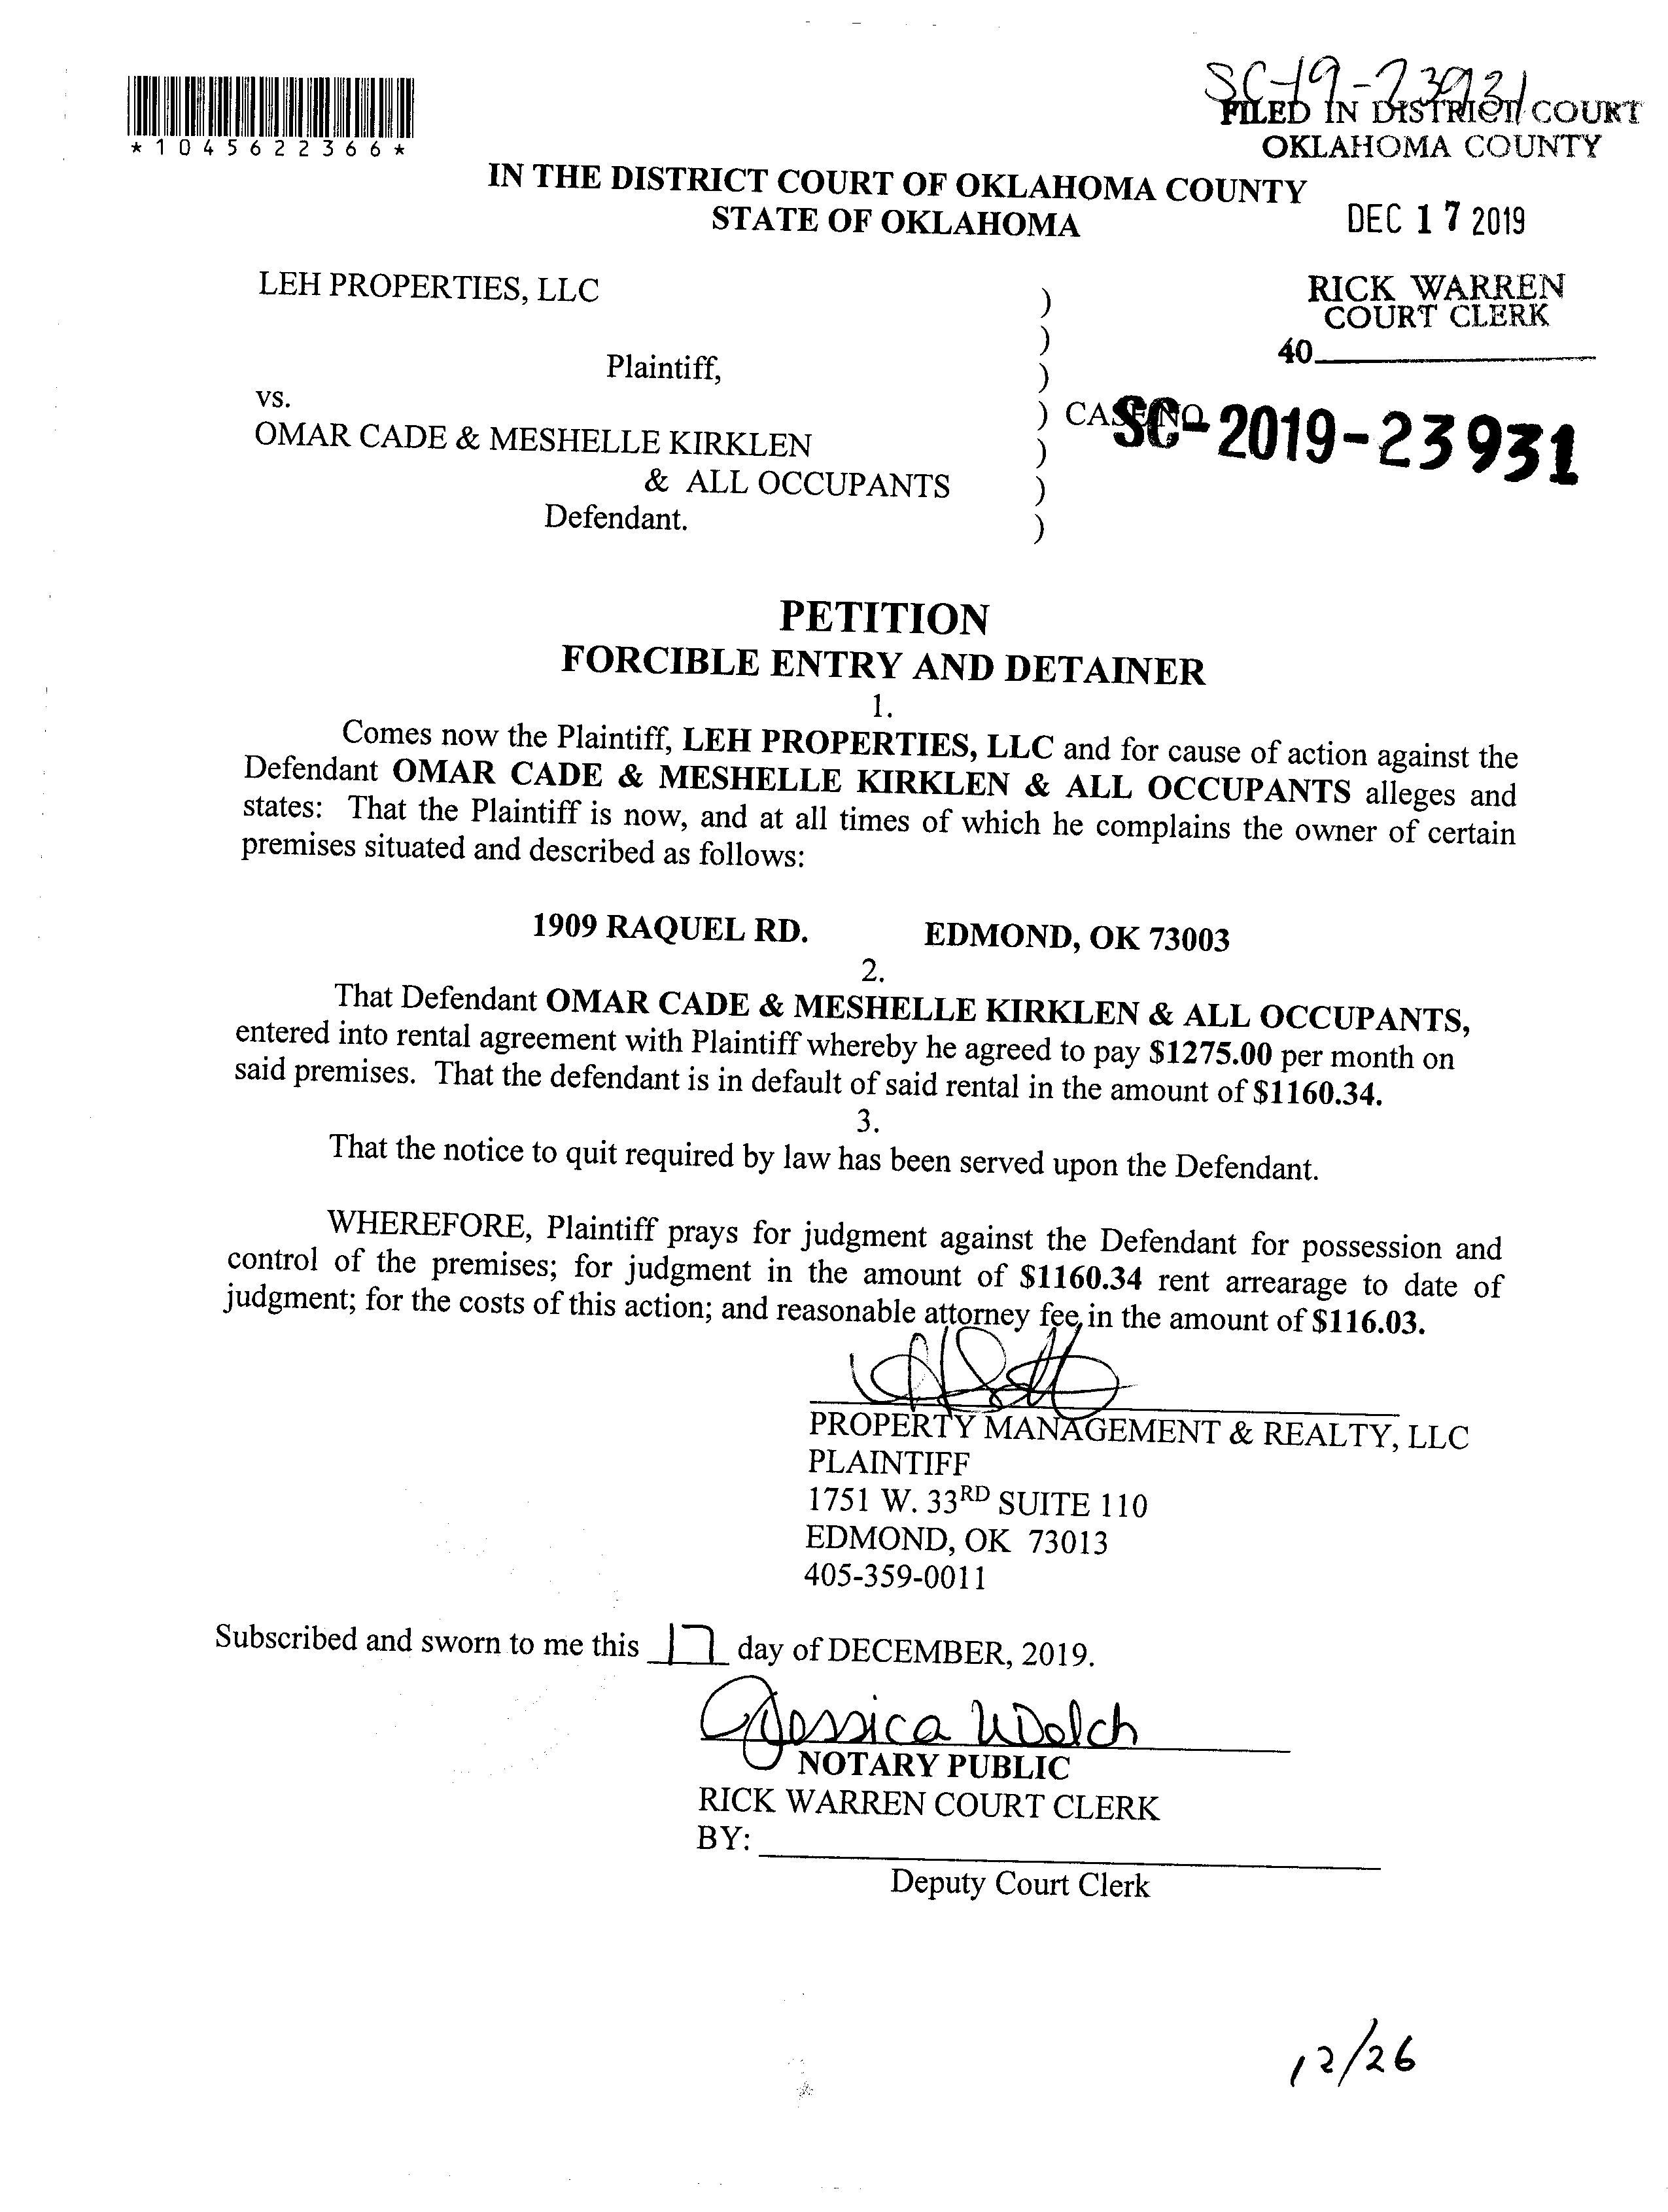 SC-19-23931
FILED IN DISTRICT COURT
OKLAHOMA COUNTY
*1045622366*
IN THE DISTRICT COURT OF OKLAHOMA COUNTY
STATE OF OKLAHOMA
DEC 17 2019
LEH PROPERTIES, LLC
)
RICK WARREN
COURT CLERK
)
40
Plaintiff,
)
vs.
) CASE NO
SC-2019-23931
OMAR CADE & MESHELLE KIRKLEN
)
& ALL OCCUPANTS
)
Defendant.
)
PETITION
FORCIBLE ENTRY AND DETAINER
1.
Comes now the Plaintiff, LEH PROPERTIES, LLC and for cause of action against the
Defendant OMAR CADE & MESHELLE KIRKLEN & ALL OCCUPANTS alleges and
states: That the Plaintiff is now, and at all times of which he complains the owner of certain
premises situated and described as follows:
1909 RAQUEL RD. EDMOND, OK 73003
2.
That Defendant OMAR CADE & MESHELLE KIRKLEN & ALL OCCUPANTS,
entered into rental agreement with Plaintiff whereby he agreed to pay $1275.00 per month on
said premises. That the defendant is in default of said rental in the amount of $1160.34.
3.
That the notice to quit required by law has been served upon the Defendant.
WHEREFORE, Plaintiff prays for judgment against the Defendant for possession and
control of the premises; for judgment in the amount of $1160.34 rent arrearage to date of
judgment; for the costs of this action; and reasonable attorney fee in the amount of $116.03.
PROPERTY MANAGEMENT & REALTY, LLC
PLAINTIFF
1751 W. 33RD SUITE 110
EDMOND, OK 73013
405-359-0011
Subscribed and sworn to me this 17 day of DECEMBER, 2019.
Jessica Welch
NOTARY PUBLIC
RICK WARREN COURT CLERK
BY:
Deputy Court Clerk
12/26